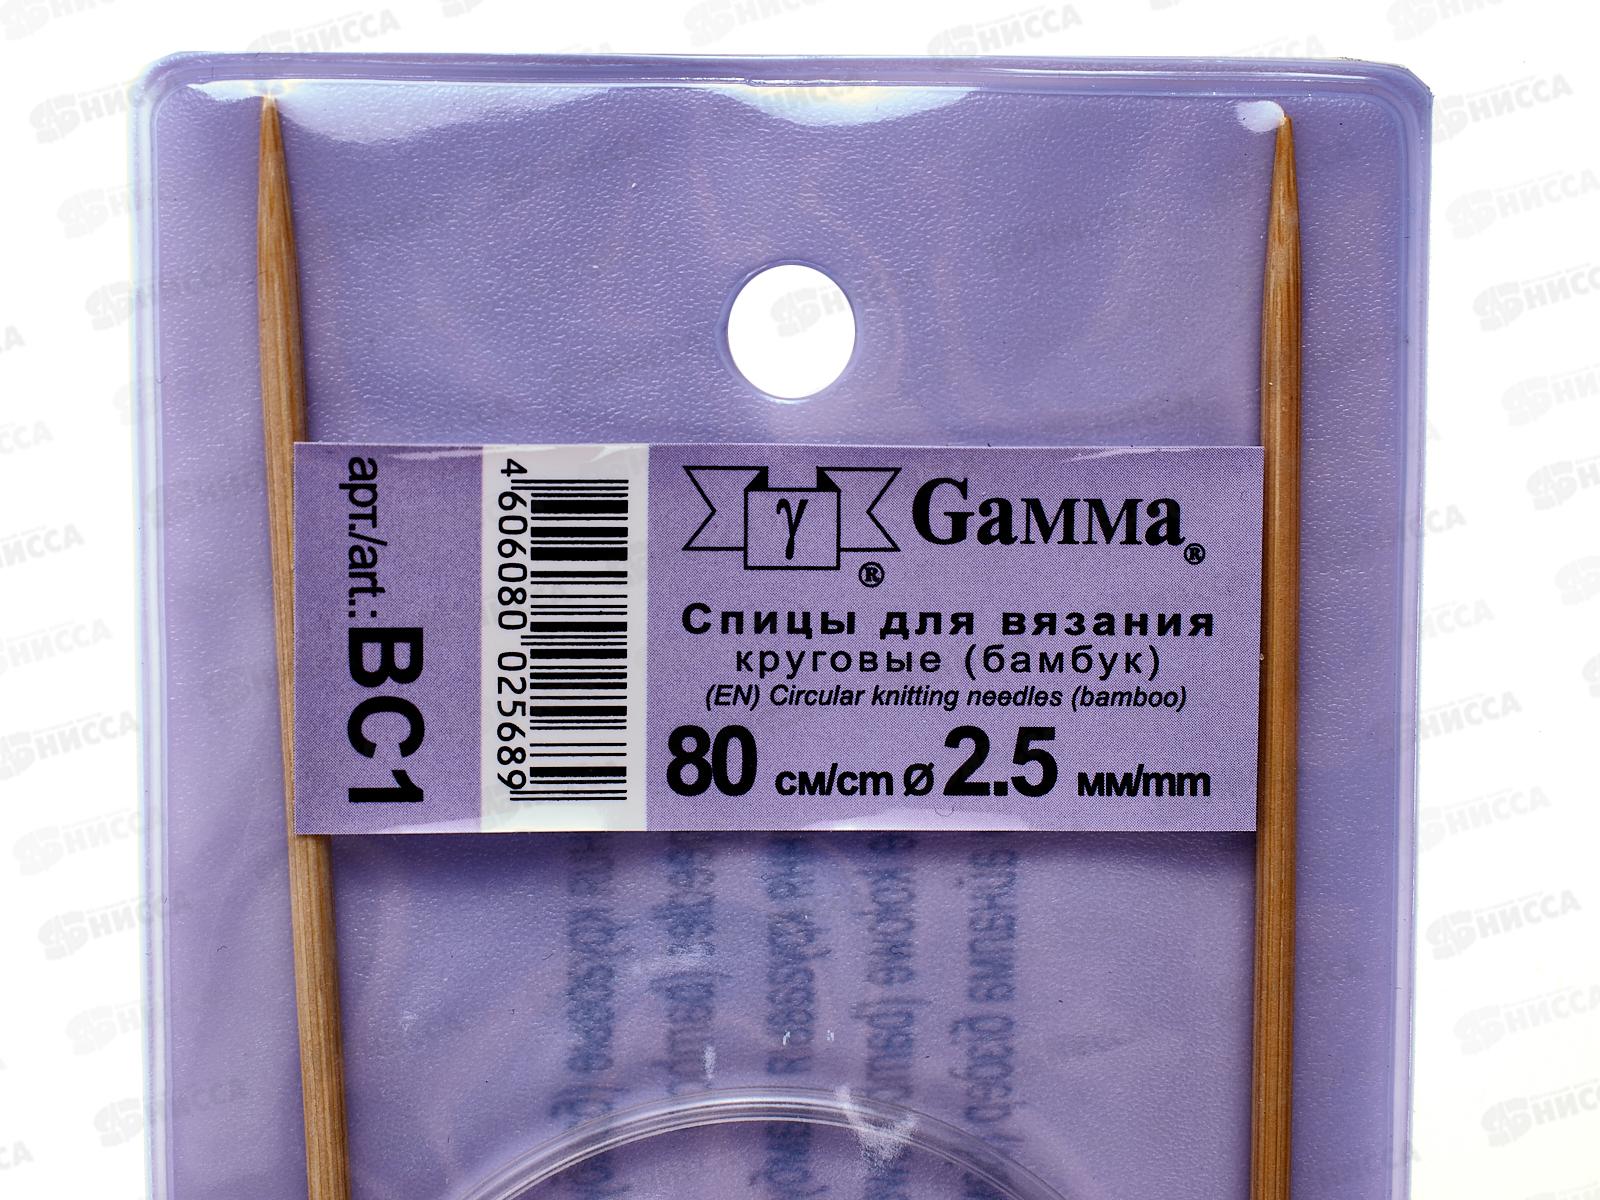 арт./art.: BC1
4 606080 025689
γ ®
Gамма ®
Спицы для вязания
круговые (бамбук)
(EN) Circular knitting needles (bamboo)
80 см/cm Ø 2.5 мм/mm
НИССА